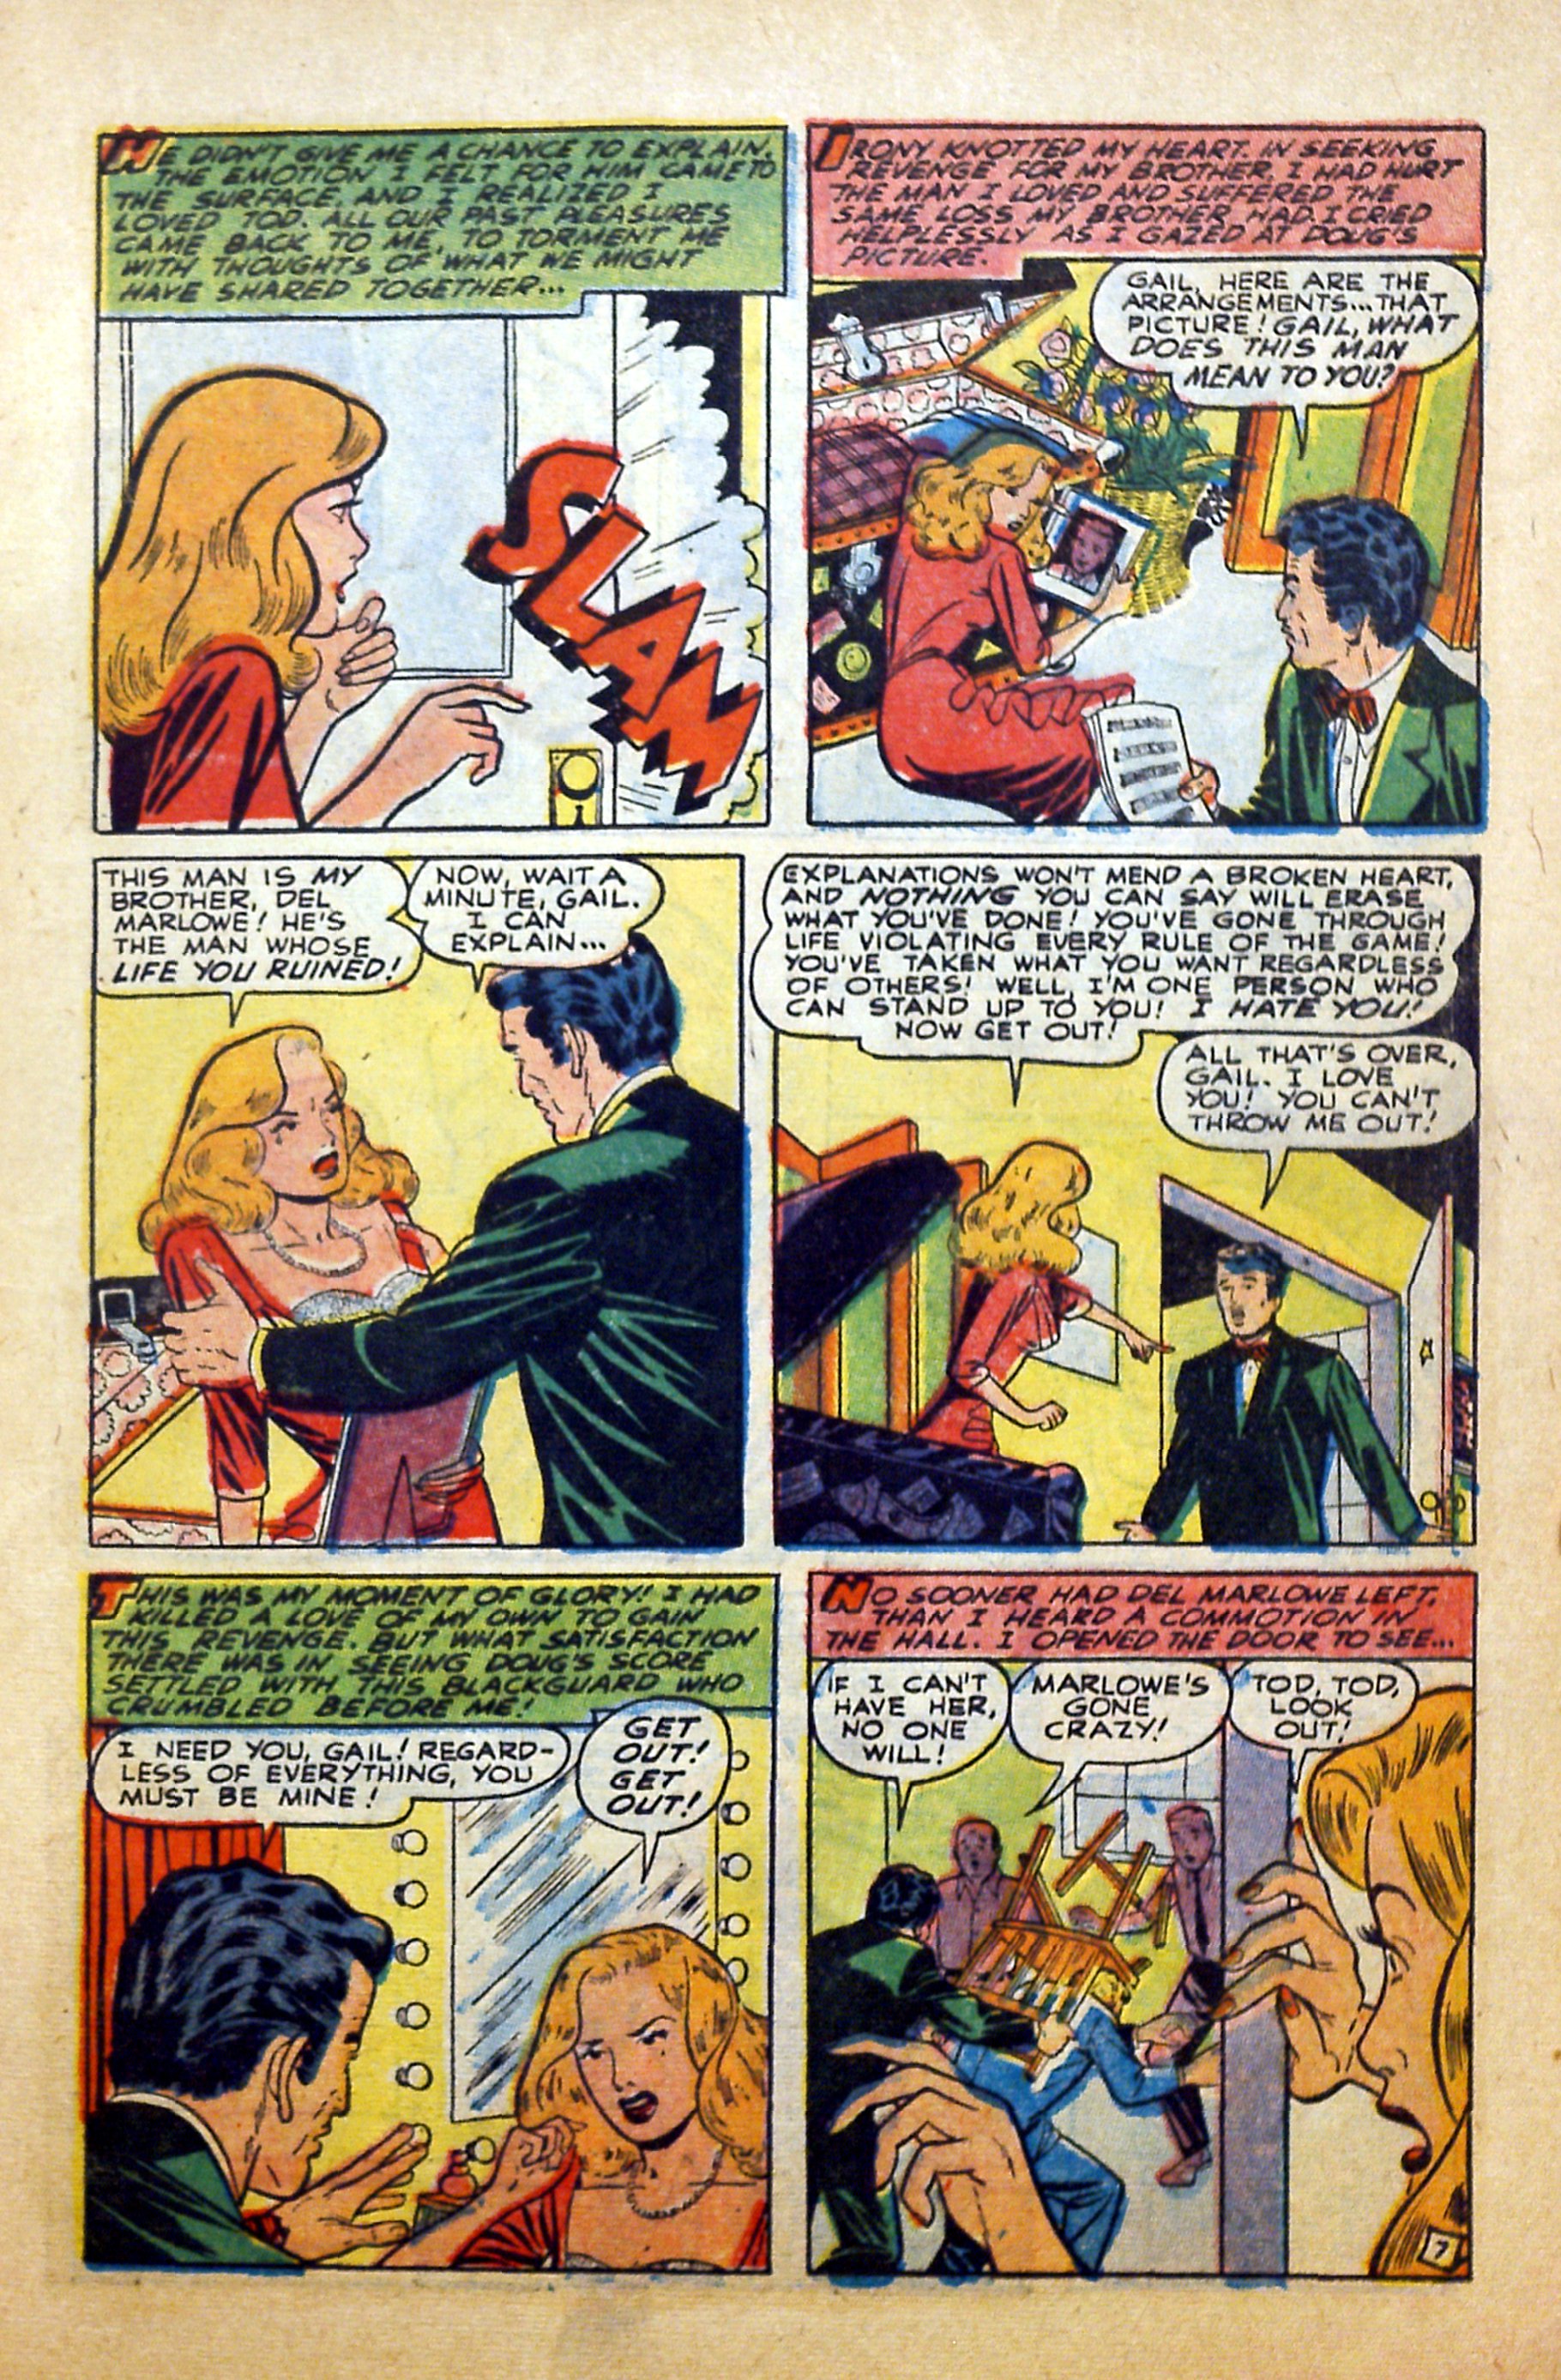 HE DIDN'T GIVE ME A CHANCE TO EXPLAIN.
THE EMOTION I FELT FOR HIM CAME TO
THE SURFACE, AND I REALIZED I
LOVED TOD. ALL OUR PAST PLEASURES
CAME BACK TO ME, TO TORMENT ME
WITH THOUGHTS OF WHAT WE MIGHT
HAVE SHARED TOGETHER...
SLAM
IRONY KNOTTED MY HEART. IN SEEKING
REVENGE FOR MY BROTHER, I HAD HURT
THE MAN I LOVED AND SUFFERED THE
SAME LOSS MY BROTHER HAD. I CRIED
HELPLESSLY AS I GAZED AT DOUG'S
PICTURE.
GAIL, HERE ARE THE
ARRANGEMENTS... THAT
PICTURE! GAIL, WHAT
DOES THIS MAN
MEAN TO YOU?
THIS MAN IS MY
BROTHER, DEL
MARLOWE! HE'S
THE MAN WHOSE
LIFE YOU RUINED!
NOW, WAIT A
MINUTE, GAIL.
I CAN
EXPLAIN...
EXPLANATIONS WON'T MEND A BROKEN HEART,
AND NOTHING YOU CAN SAY WILL ERASE
WHAT YOU'VE DONE! YOU'VE GONE THROUGH
LIFE VIOLATING EVERY RULE OF THE GAME!
YOU'VE TAKEN WHAT YOU WANT REGARDLESS
OF OTHERS! WELL, I'M ONE PERSON WHO
CAN STAND UP TO YOU! I HATE YOU!
NOW GET OUT!
ALL THAT'S OVER,
GAIL. I LOVE
YOU! YOU CAN'T
THROW ME OUT!
THIS WAS MY MOMENT OF GLORY! I HAD
KILLED A LOVE OF MY OWN TO GAIN
THIS REVENGE. BUT WHAT SATISFACTION
THERE WAS IN SEEING DOUG'S SCORE
SETTLED WITH THIS BLACKGUARD WHO
CRUMBLED BEFORE ME!
I NEED YOU, GAIL! REGARD-
LESS OF EVERYTHING, YOU
MUST BE MINE!
GET
OUT!
GET
OUT!
NO SOONER HAD DEL MARLOWE LEFT,
THAN I HEARD A COMMOTION IN
THE HALL. I OPENED THE DOOR TO SEE...
IF I CAN'T
HAVE HER,
NO ONE
WILL!
MARLOWE'S
GONE
CRAZY!
TOD, TOD,
LOOK
OUT!
7